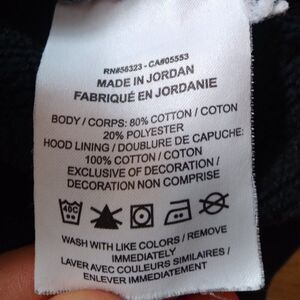 RN#56323 - CA#05553
MADE IN JORDAN
FABRIQUÉ EN JORDANIE
BODY / CORPS: 80% COTTON / COTON
20% POLYESTER
HOOD LINING / DOUBLURE DE CAPUCHE:
100% COTTON / COTON
EXCLUSIVE OF DECORATION /
DECORATION NON COMPRISE
40C
WASH WITH LIKE COLORS / REMOVE
IMMEDIATELY
LAVER AVEC COULEURS SIMILAIRES /
ENLEVER IMMEDIATEMENT